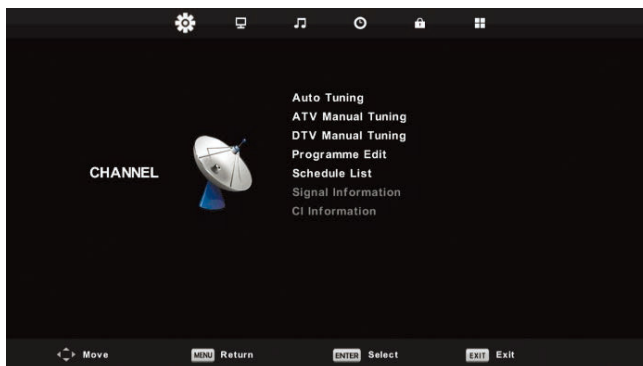 CHANNEL
Auto Tuning
ATV Manual Tuning
DTV Manual Tuning
Programme Edit
Schedule List
Signal Information
CI Information
Move MENU Return ENTER Select EXIT Exit